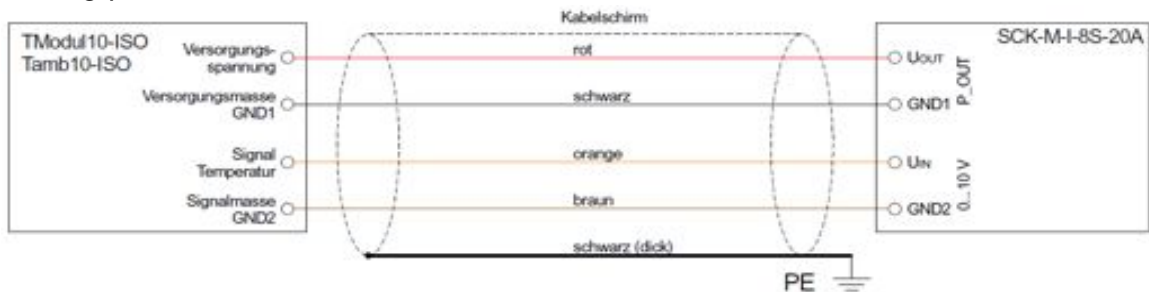 Kabelschirm
TModul10-ISO
Tamb10-ISO
Versorgungs-
spannung
rot
UOUT
SCK-M-I-8S-20A
Versorgungsmasse
GND1
schwarz
GND1
P_OUT
Signal
Temperatur
orange
UIN
Signalmasse
GND2
braun
GND2
0...10 V
schwarz (dick)
PE